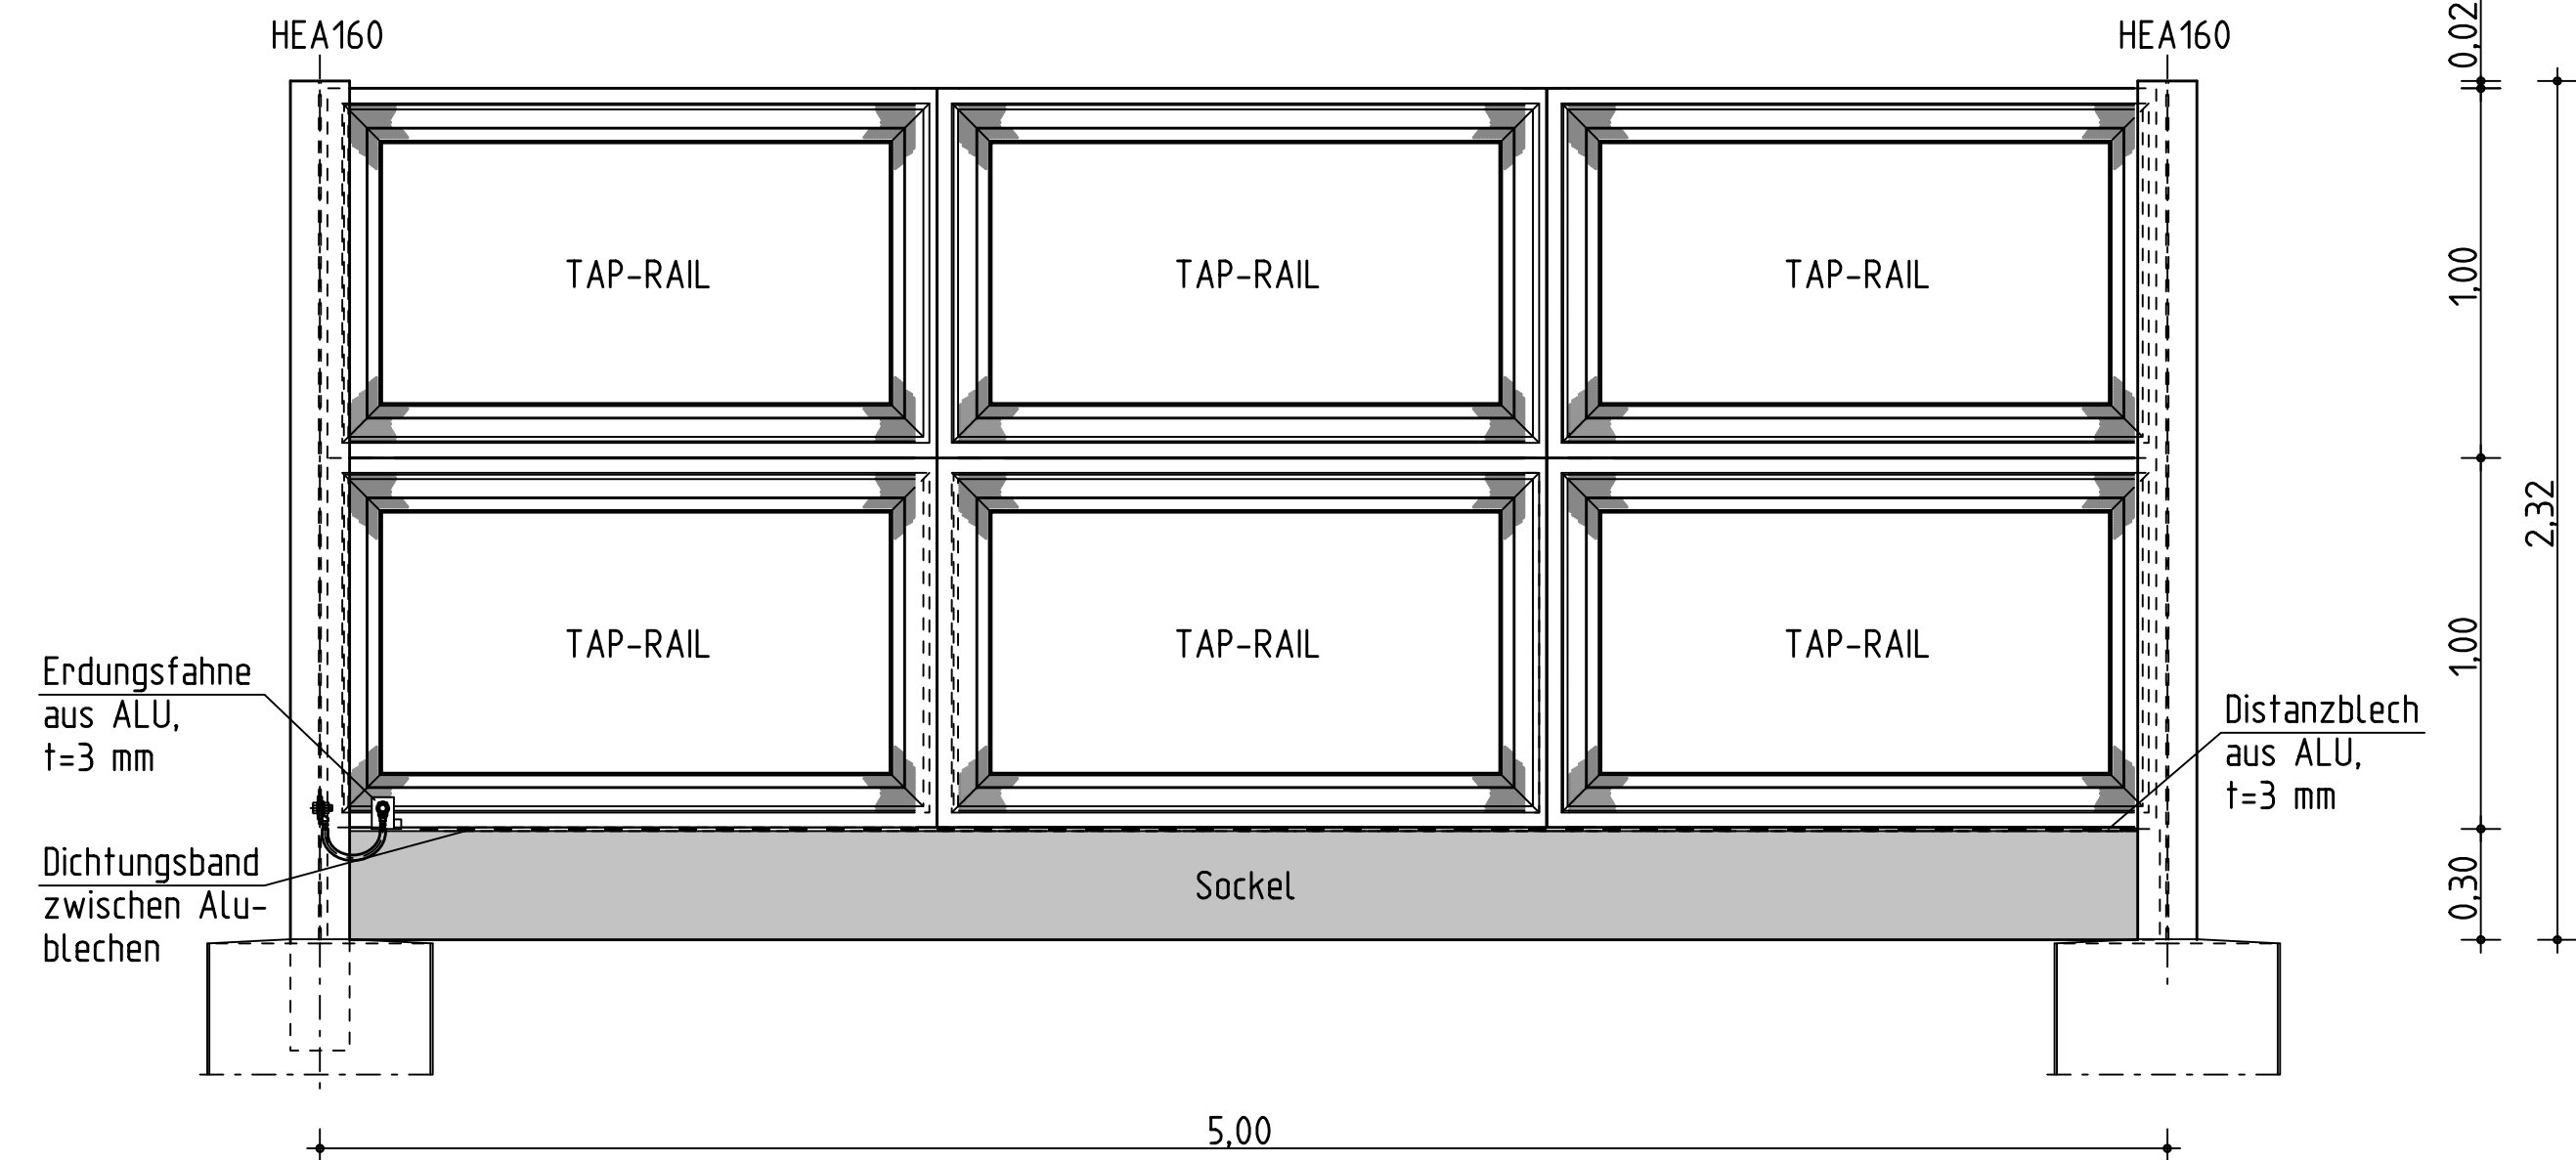 HEA160
HEA160
0,02
TAP-RAIL
TAP-RAIL
TAP-RAIL
1,00
2,32
TAP-RAIL
TAP-RAIL
TAP-RAIL
1,00
Erdungsfahne
aus ALU,
t=3 mm
Distanzblech
aus ALU,
t=3 mm
Dichtungsband
zwischen Alu-
blechen
Sockel
0,30
5,00